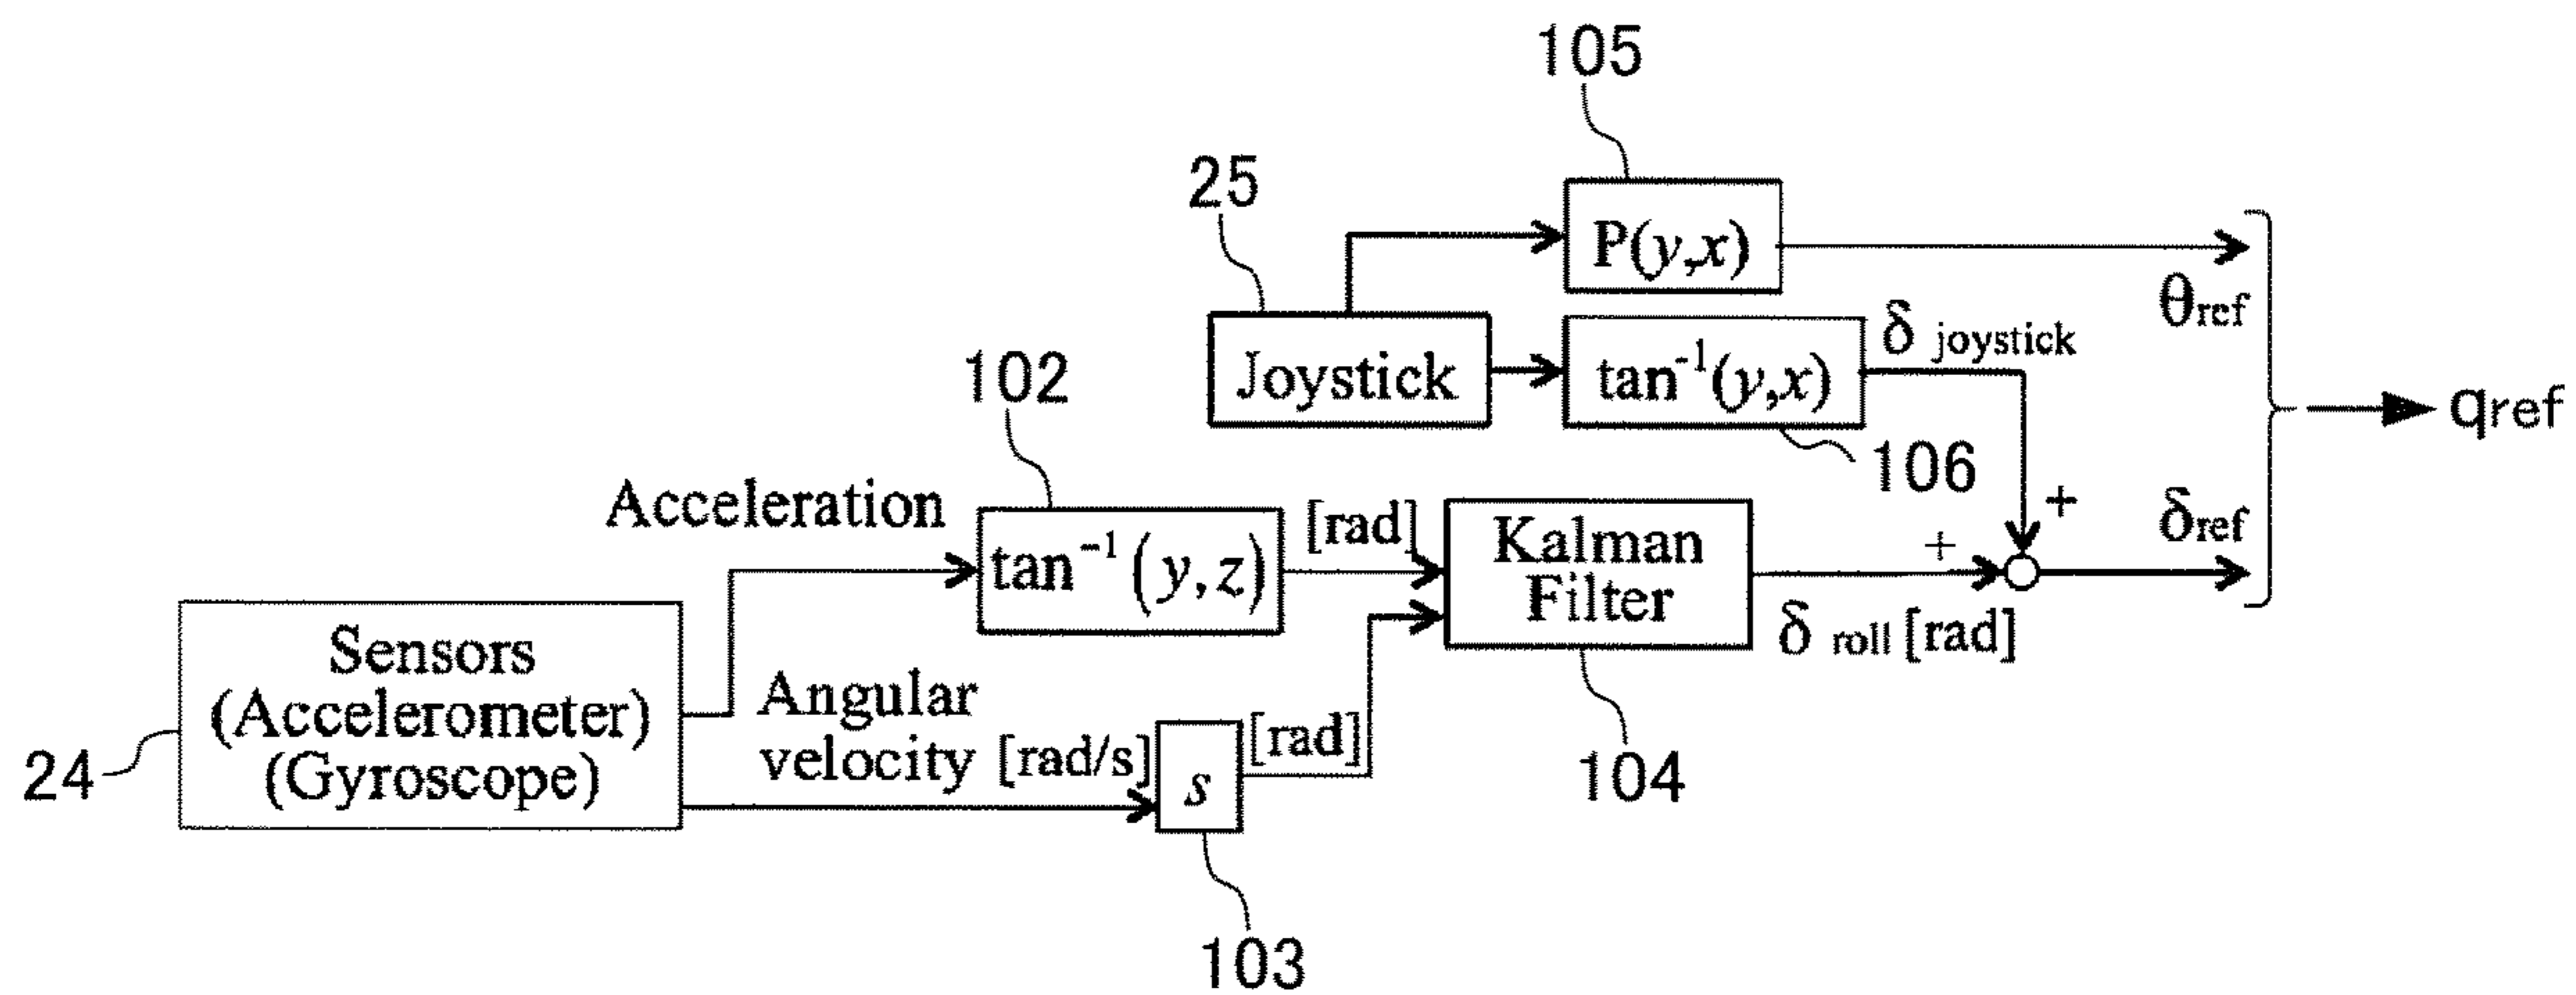 105
25
P(y,x)
θref
Joystick
tan⁻¹(y,x)
δ joystick
qref
102
106
Acceleration
tan⁻¹(y,z)
[rad]
Kalman
Filter
+
+
δref
δ roll [rad]
Sensors
(Accelerometer)
(Gyroscope)
24
Angular
velocity [rad/s]
s
[rad]
104
103